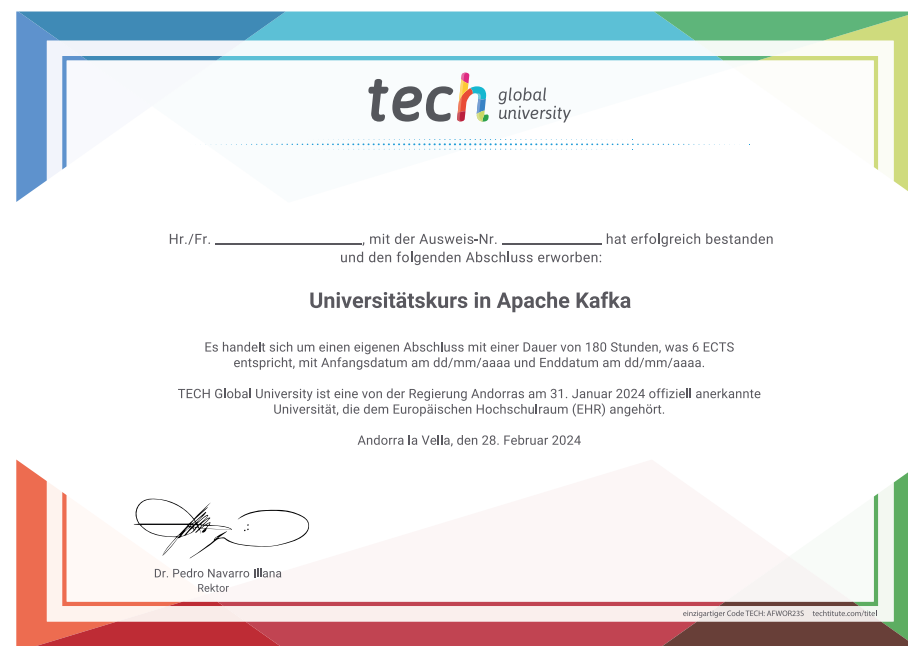 tech global university
Hr./Fr. ____________, mit der Ausweis-Nr. ____________ hat erfolgreich bestanden
und den folgenden Abschluss erworben:
Universitätskurs in Apache Kafka
Es handelt sich um einen eigenen Abschluss mit einer Dauer von 180 Stunden, was 6 ECTS
entspricht, mit Anfangsdatum am dd/mm/aaaa und Enddatum am dd/mm/aaaa.
TECH Global University ist eine von der Regierung Andorras am 31. Januar 2024 offiziell anerkannte
Universität, die dem Europäischen Hochschulraum (EHR) angehört.
Andorra la Vella, den 28. Februar 2024
Dr. Pedro Navarro Illana
Rektor
einzigartiger Code TECH: AFWOR23S techtitute.com/titel